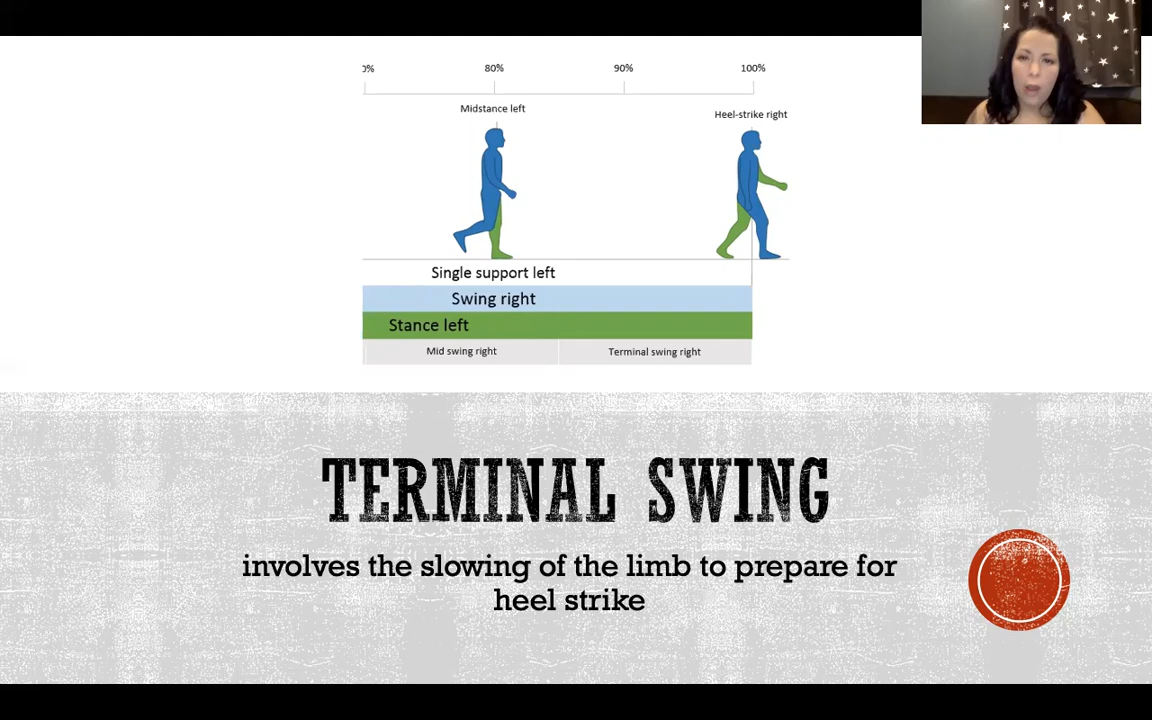 0% 80% 90% 100%
Midstance left
Heel-strike right
Single support left
Swing right
Stance left
Mid swing right Terminal swing right
TERMINAL SWING
involves the slowing of the limb to prepare for
heel strike